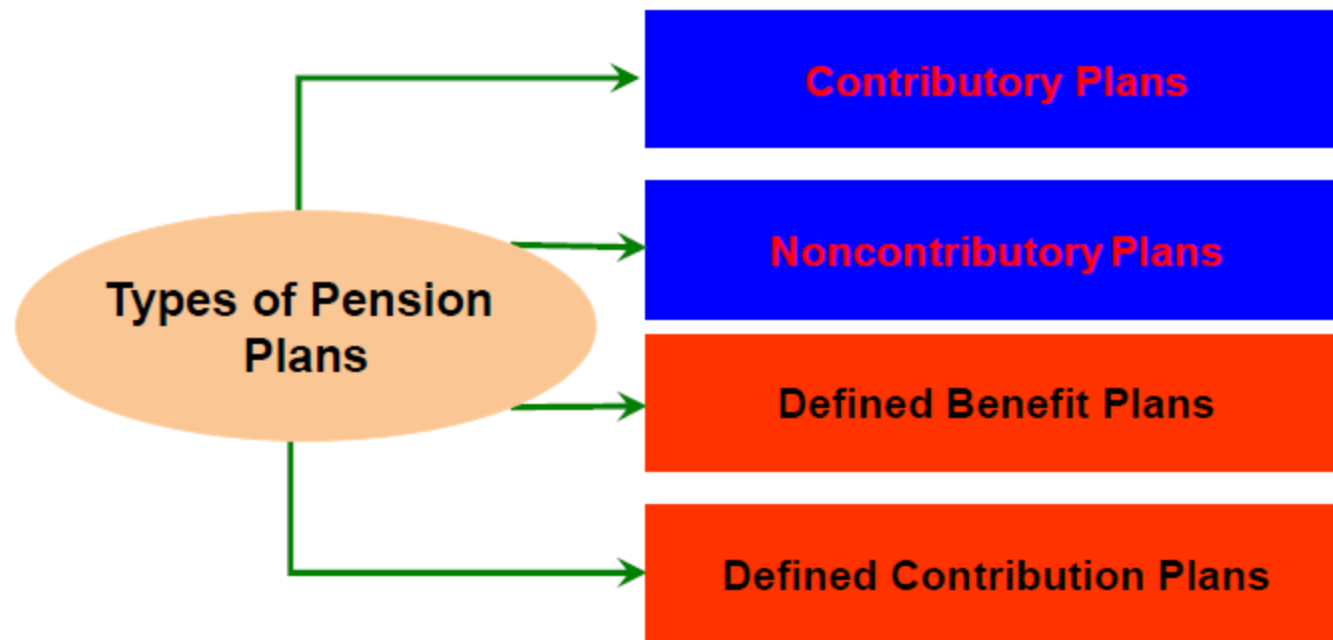 Contributory Plans
Noncontributory Plans
Types of Pension
Plans
Defined Benefit Plans
Defined Contribution Plans